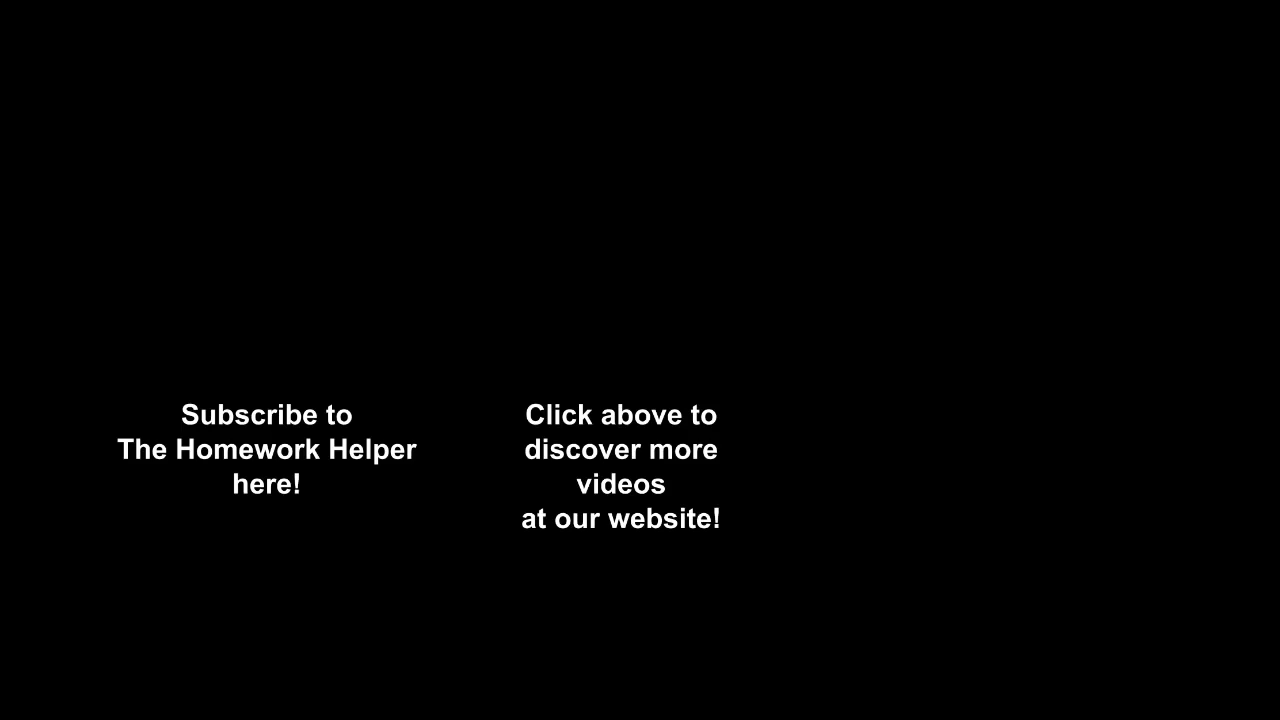 Subscribe to
The Homework Helper
here!
Click above to
discover more
videos
at our website!